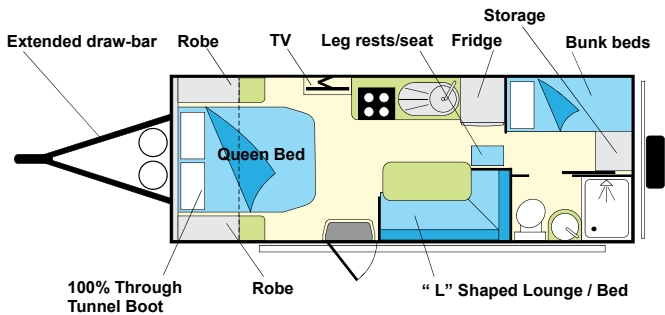 Storage
Extended draw-bar
Robe
TV
Leg rests/seat
Fridge
Bunk beds
Queen Bed
100% Through
Tunnel Boot
Robe
“ L” Shaped Lounge / Bed